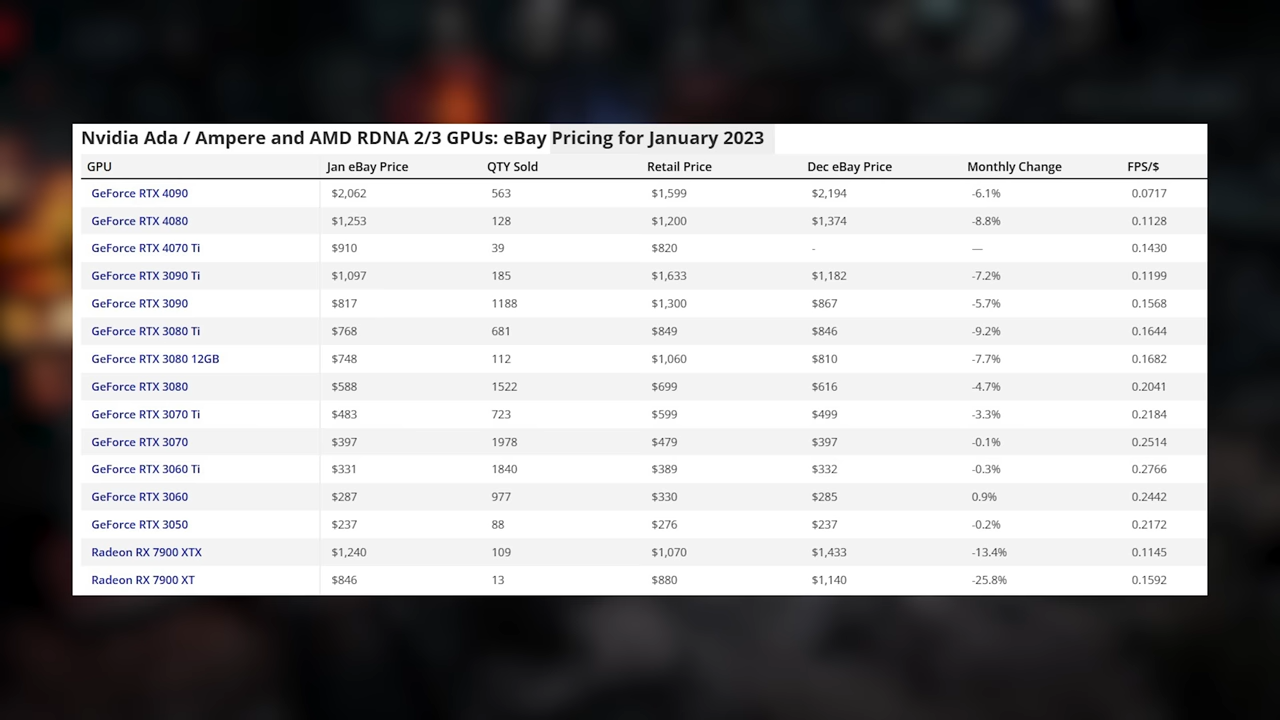 Nvidia Ada / Ampere and AMD RDNA 2/3 GPUs: eBay Pricing for January 2023
GPU Jan eBay Price QTY Sold Retail Price Dec eBay Price Monthly Change FPS/$
GeForce RTX 4090 $2,062 563 $1,599 $2,194 -6.1% 0.0717
GeForce RTX 4080 $1,253 128 $1,200 $1,374 -8.8% 0.1128
GeForce RTX 4070 Ti $910 39 $820 - — 0.1430
GeForce RTX 3090 Ti $1,097 185 $1,633 $1,182 -7.2% 0.1199
GeForce RTX 3090 $817 1188 $1,300 $867 -5.7% 0.1568
GeForce RTX 3080 Ti $768 681 $849 $846 -9.2% 0.1644
GeForce RTX 3080 12GB $748 112 $1,060 $810 -7.7% 0.1682
GeForce RTX 3080 $588 1522 $699 $616 -4.7% 0.2041
GeForce RTX 3070 Ti $483 723 $599 $499 -3.3% 0.2184
GeForce RTX 3070 $397 1978 $479 $397 -0.1% 0.2514
GeForce RTX 3060 Ti $331 1840 $389 $332 -0.3% 0.2766
GeForce RTX 3060 $287 977 $330 $285 0.9% 0.2442
GeForce RTX 3050 $237 88 $276 $237 -0.2% 0.2172
Radeon RX 7900 XTX $1,240 109 $1,070 $1,433 -13.4% 0.1145
Radeon RX 7900 XT $846 13 $880 $1,140 -25.8% 0.1592